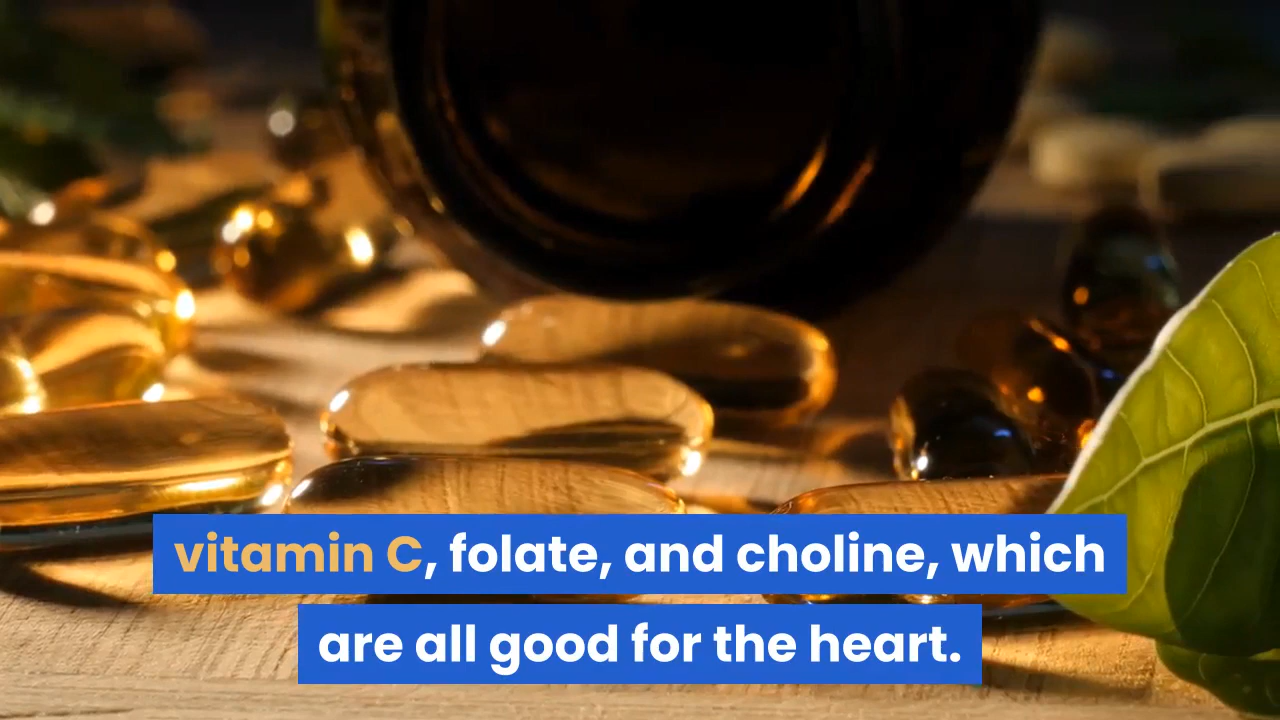 vitamin C, folate, and choline, which
are all good for the heart.